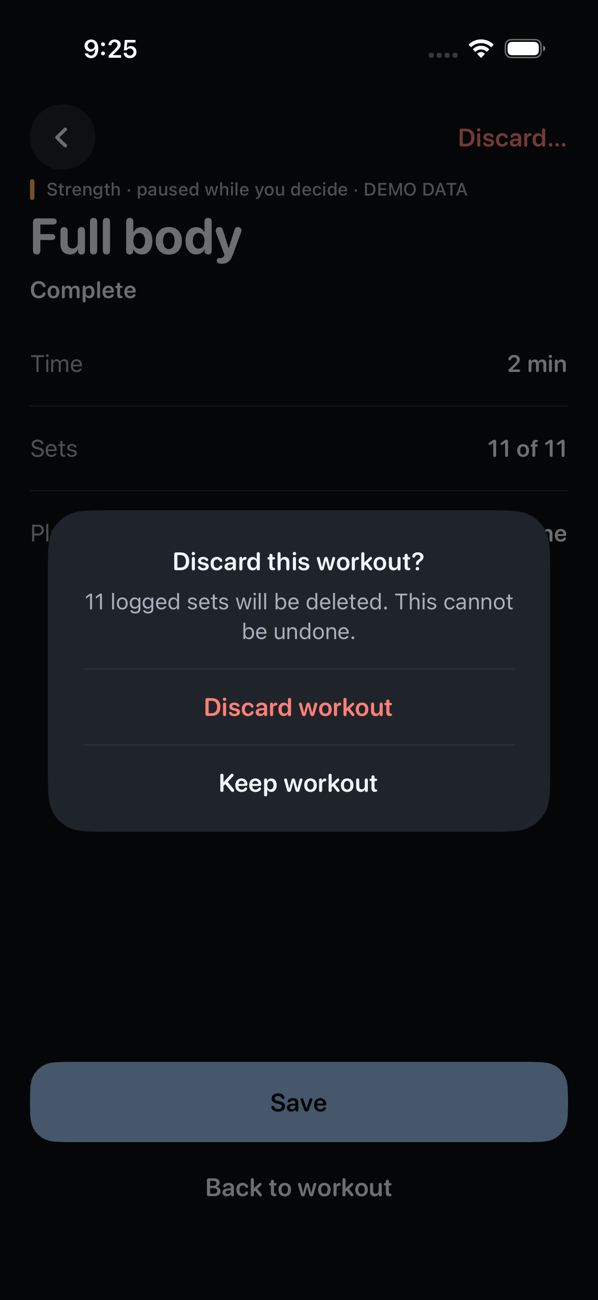 9:25
Discard...
Strength · paused while you decide · DEMO DATA
Full body
Complete
Time
2 min
Sets
11 of 11
Discard this workout?
11 logged sets will be deleted. This cannot
be undone.
Discard workout
Keep workout
Save
Back to workout